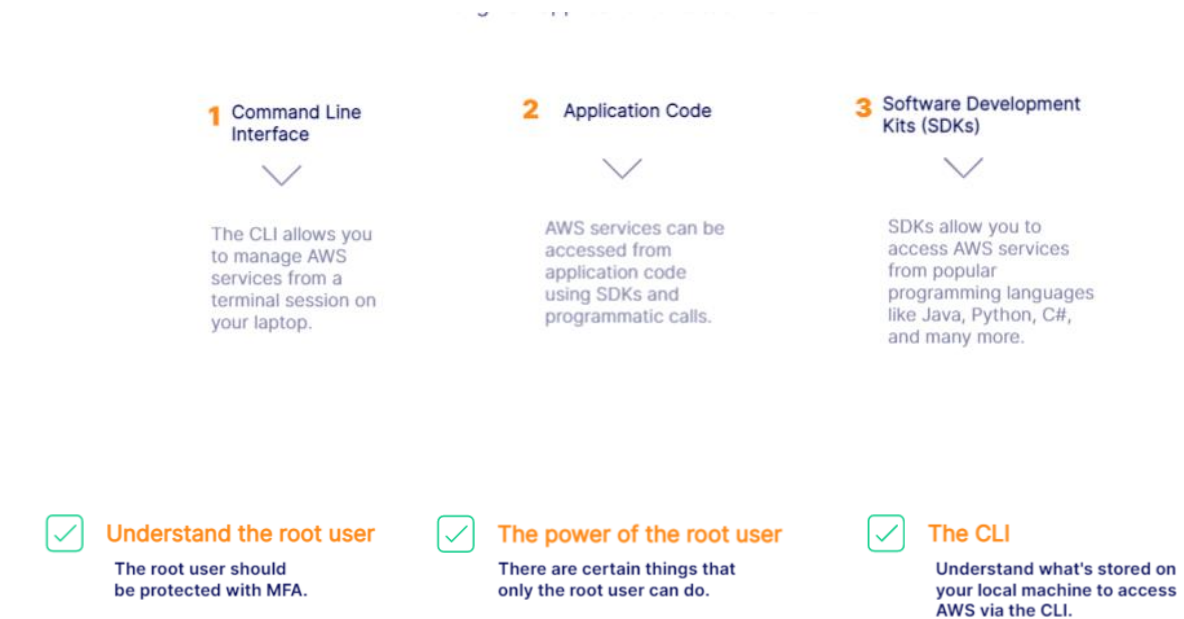 1 Command Line
Interface
The CLI allows you
to manage AWS
services from a
terminal session on
your laptop.
2 Application Code
AWS services can be
accessed from
application code
using SDKs and
programmatic calls.
3 Software Development
Kits (SDKs)
SDKs allow you to
access AWS services
from popular
programming languages
like Java, Python, C#,
and many more.
Understand the root user
The root user should
be protected with MFA.
The power of the root user
There are certain things that
only the root user can do.
The CLI
Understand what's stored on
your local machine to access
AWS via the CLI.